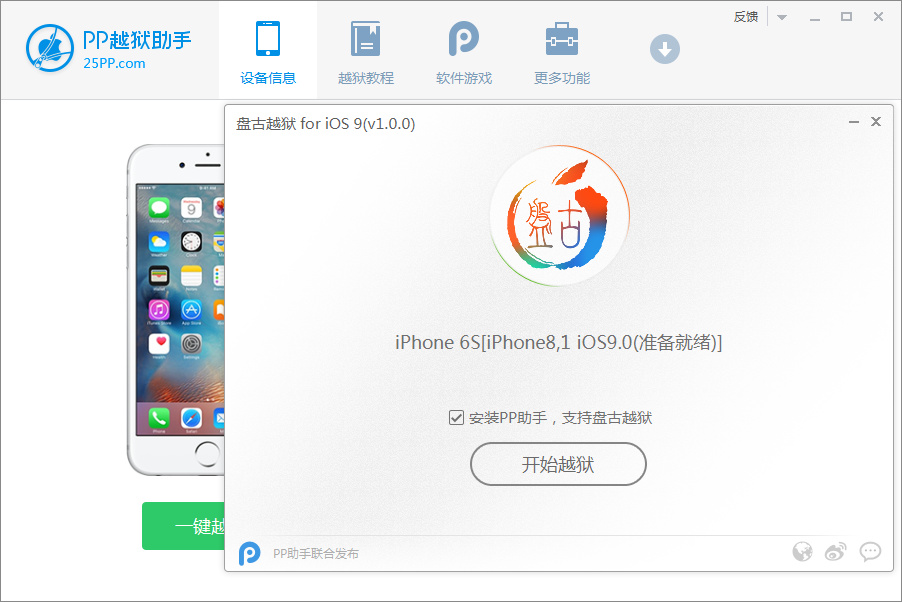 反馈
PP越狱助手
25PP.com
设备信息
越狱教程
软件游戏
更多功能
盘古越狱 for iOS 9(v1.0.0)
盘古
iPhone 6S[iPhone8,1 iOS9.0(准备就绪)]
安装PP助手，支持盘古越狱
开始越狱
一键越
PP助手联合发布